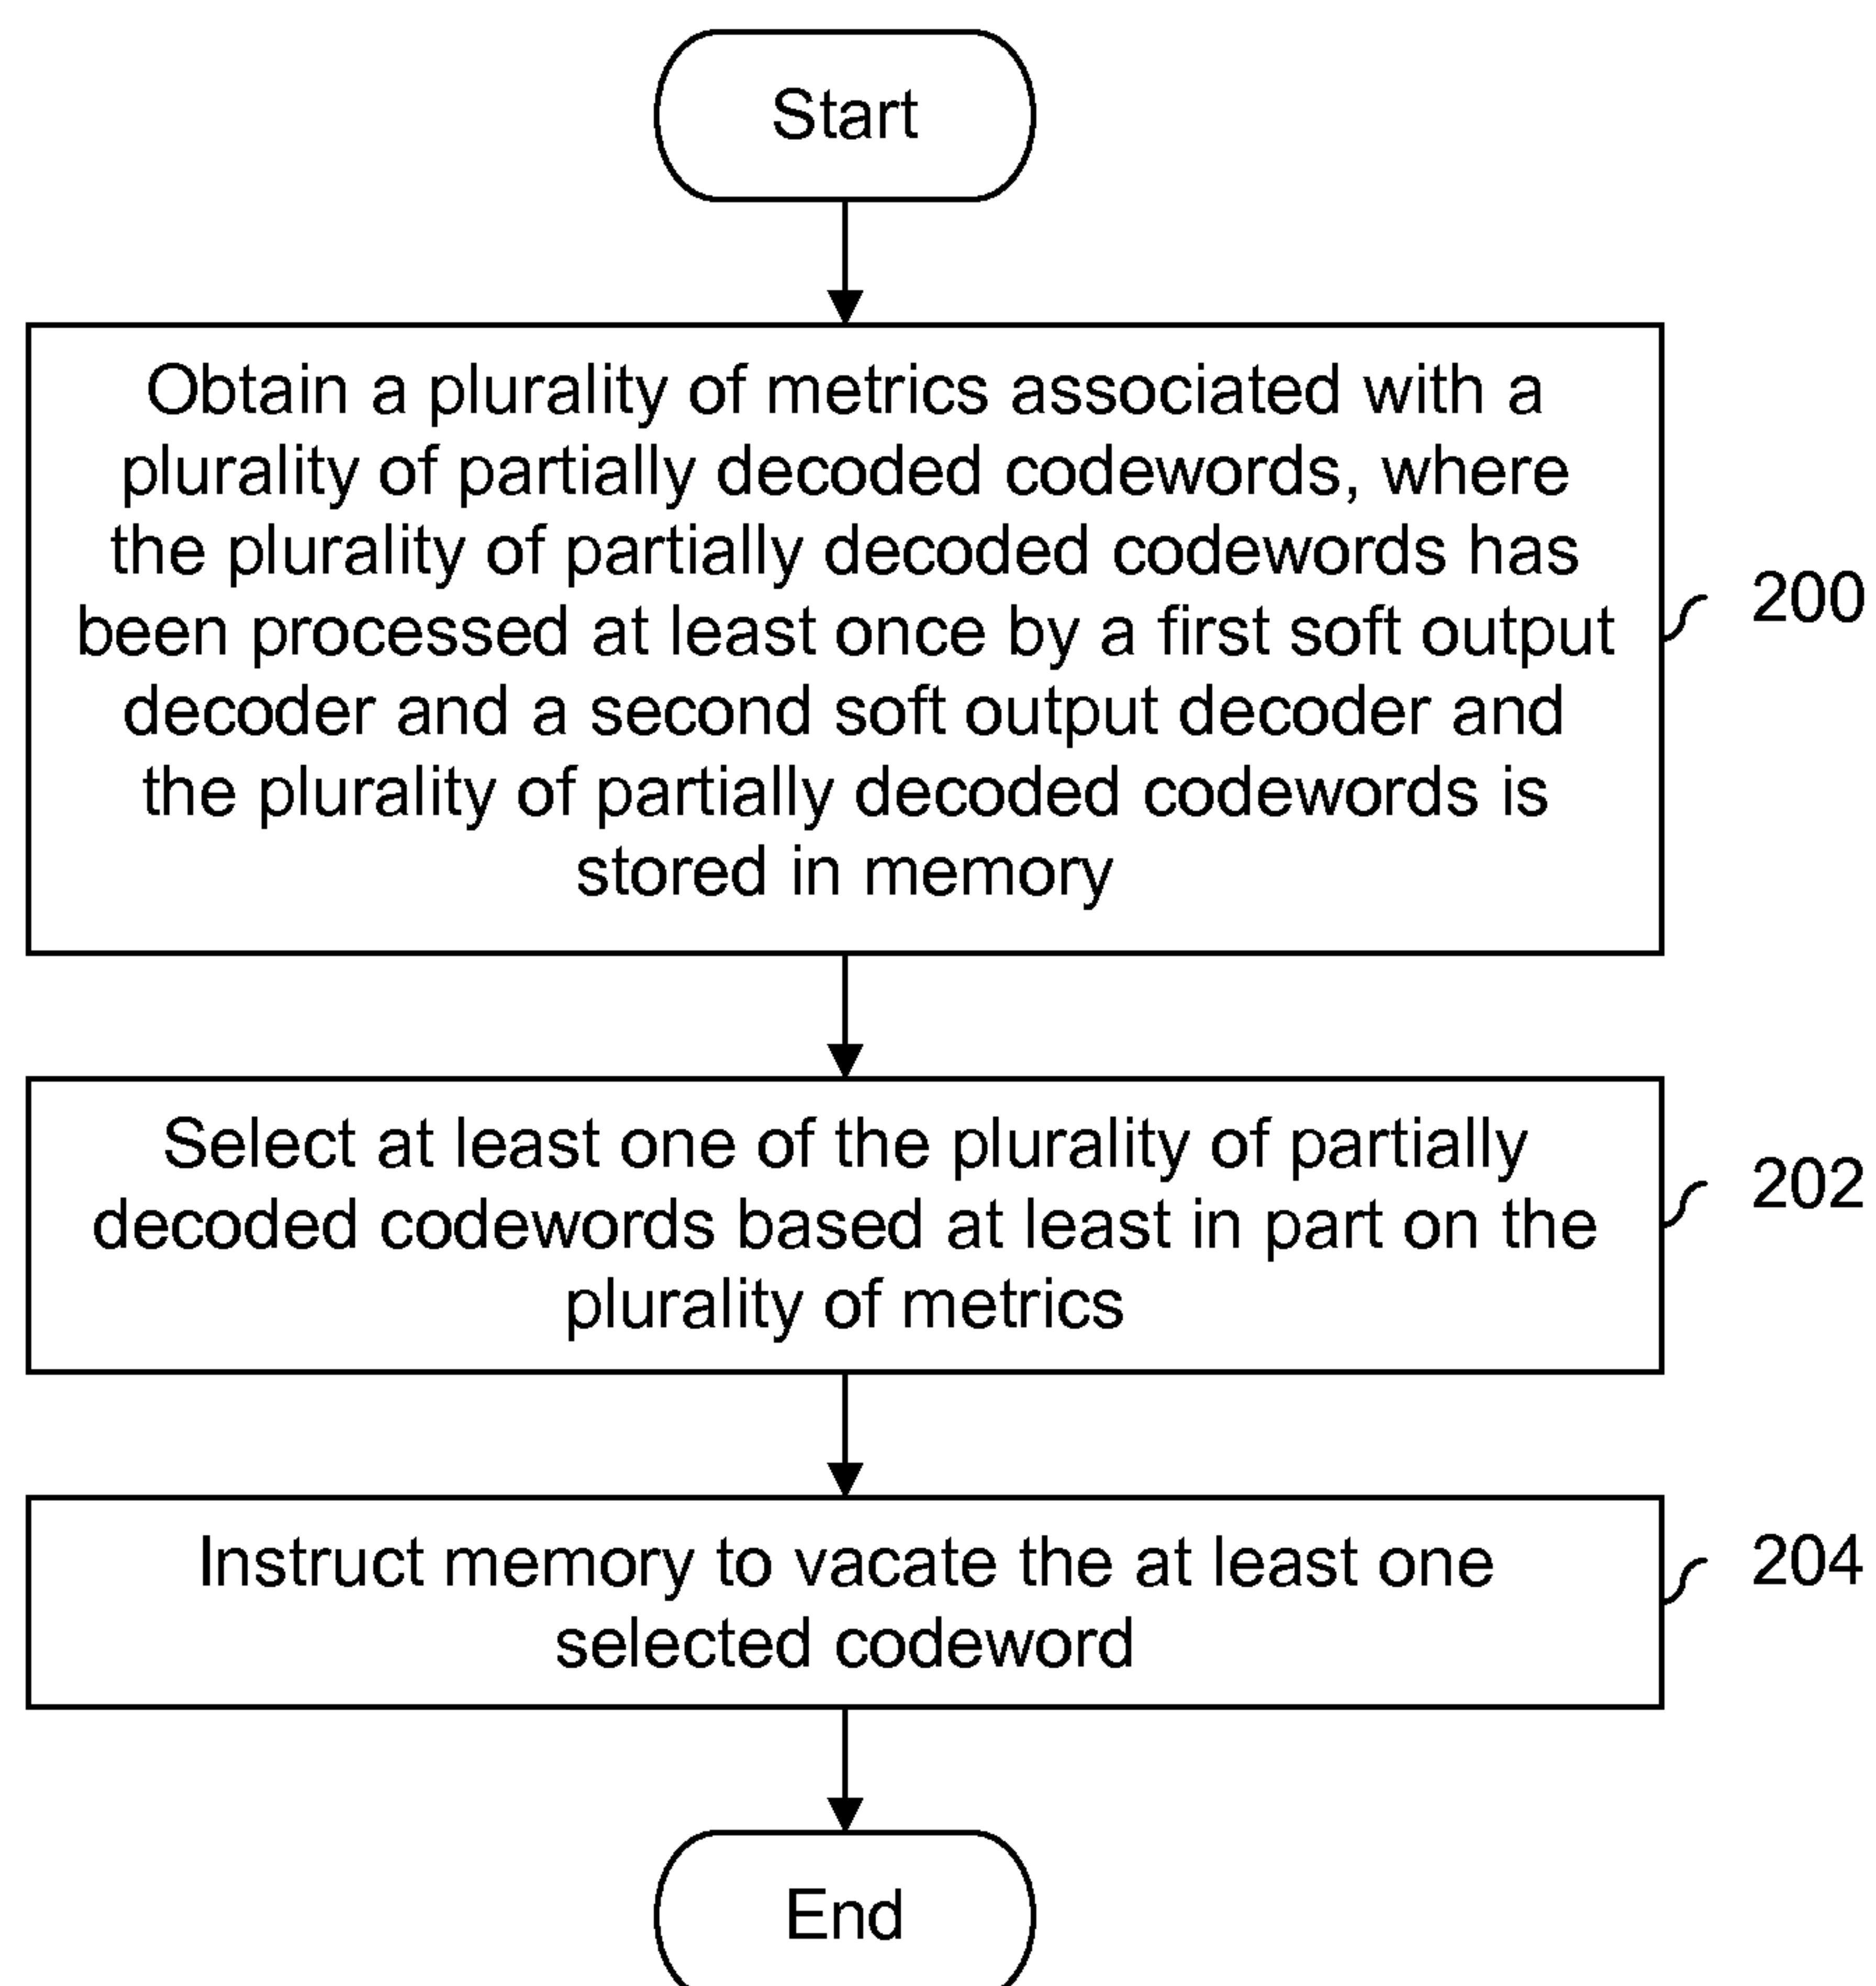 Start
Obtain a plurality of metrics associated with a
plurality of partially decoded codewords, where
the plurality of partially decoded codewords has
been processed at least once by a first soft output
decoder and a second soft output decoder and
the plurality of partially decoded codewords is
stored in memory
200
Select at least one of the plurality of partially
decoded codewords based at least in part on the
plurality of metrics
202
Instruct memory to vacate the at least one
selected codeword
204
End